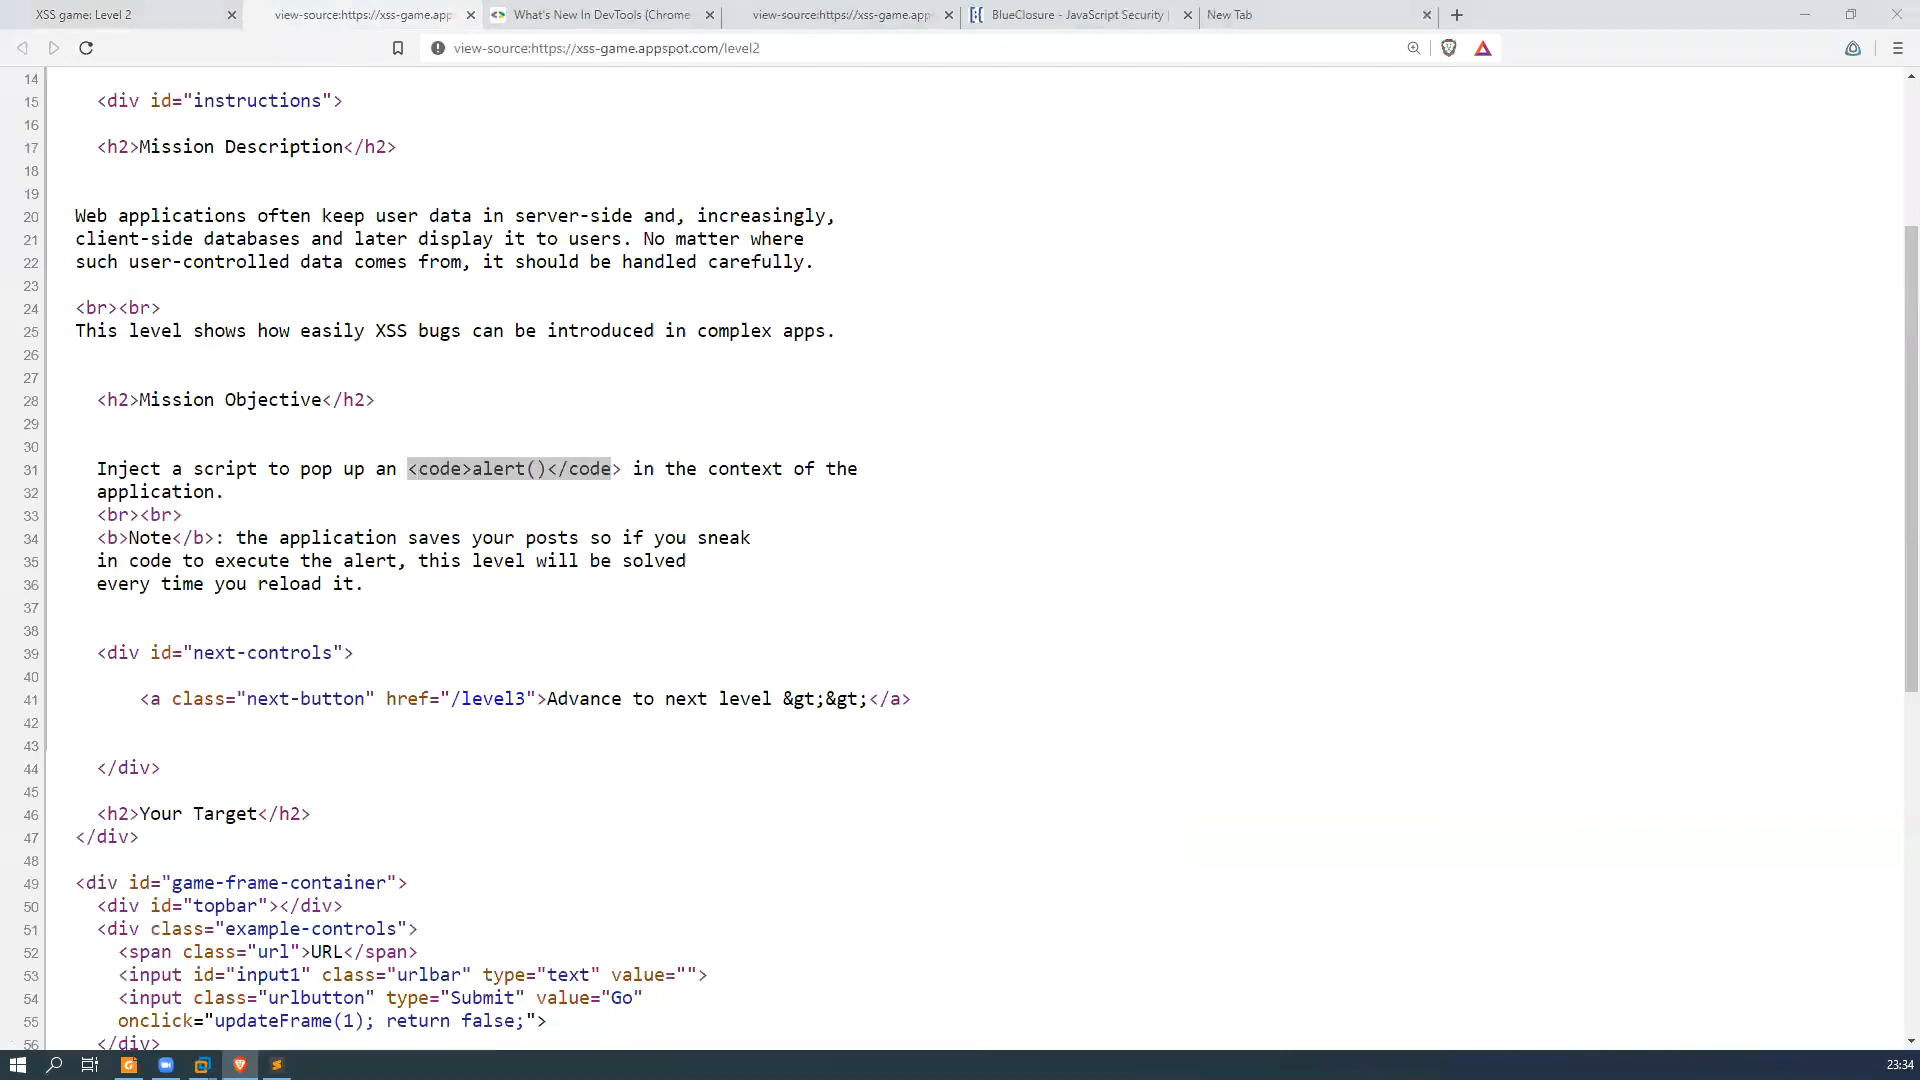 XSS game: Level 2
view-source:https://xss-game.app
What's New In DevTools (Chrome
view-source:https://xss-game.app
BlueClosure - JavaScript Security |
New Tab
view-source:https://xss-game.appspot.com/level2
14
15 <div id="instructions">
16
17 <h2>Mission Description</h2>
18
19
20 Web applications often keep user data in server-side and, increasingly,
21 client-side databases and later display it to users. No matter where
22 such user-controlled data comes from, it should be handled carefully.
23
24 <br><br>
25 This level shows how easily XSS bugs can be introduced in complex apps.
26
27
28 <h2>Mission Objective</h2>
29
30
31 Inject a script to pop up an <code>alert()</code> in the context of the
32 application.
33 <br><br>
34 <b>Note</b>: the application saves your posts so if you sneak
35 in code to execute the alert, this level will be solved
36 every time you reload it.
37
38
39 <div id="next-controls">
40
41 <a class="next-button" href="/level3">Advance to next level &gt;&gt;</a>
42
43
44 </div>
45
46 <h2>Your Target</h2>
47 </div>
48
49 <div id="game-frame-container">
50 <div id="topbar"></div>
51 <div class="example-controls">
52 <span class="url">URL</span>
53 <input id="input1" class="urlbar" type="text" value="">
54 <input class="urlbutton" type="Submit" value="Go"
55 onclick="updateFrame(1); return false;">
56 </div>
23:34